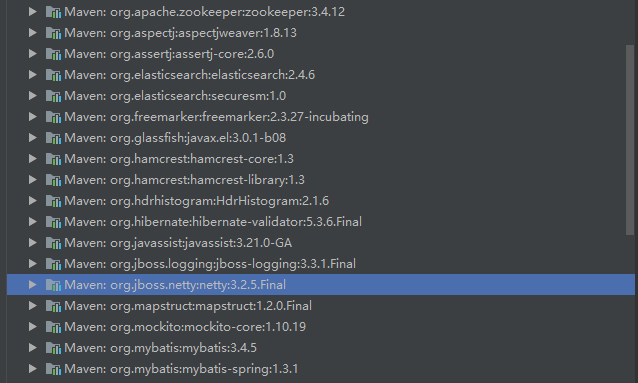 Maven: org.apache.zookeeper:zookeeper:3.4.12
Maven: org.aspectj:aspectjweaver:1.8.13
Maven: org.assertj:assertj-core:2.6.0
Maven: org.elasticsearch:elasticsearch:2.4.6
Maven: org.elasticsearch:securesm:1.0
Maven: org.freemarker:freemarker:2.3.27-incubating
Maven: org.glassfish:javax.el:3.0.1-b08
Maven: org.hamcrest:hamcrest-core:1.3
Maven: org.hamcrest:hamcrest-library:1.3
Maven: org.hdrhistogram:HdrHistogram:2.1.6
Maven: org.hibernate:hibernate-validator:5.3.6.Final
Maven: org.javassist:javassist:3.21.0-GA
Maven: org.jboss.logging:jboss-logging:3.3.1.Final
Maven: org.jboss.netty:netty:3.2.5.Final
Maven: org.mapstruct:mapstruct:1.2.0.Final
Maven: org.mockito:mockito-core:1.10.19
Maven: org.mybatis:mybatis:3.4.5
Maven: org.mybatis:mybatis-spring:1.3.1